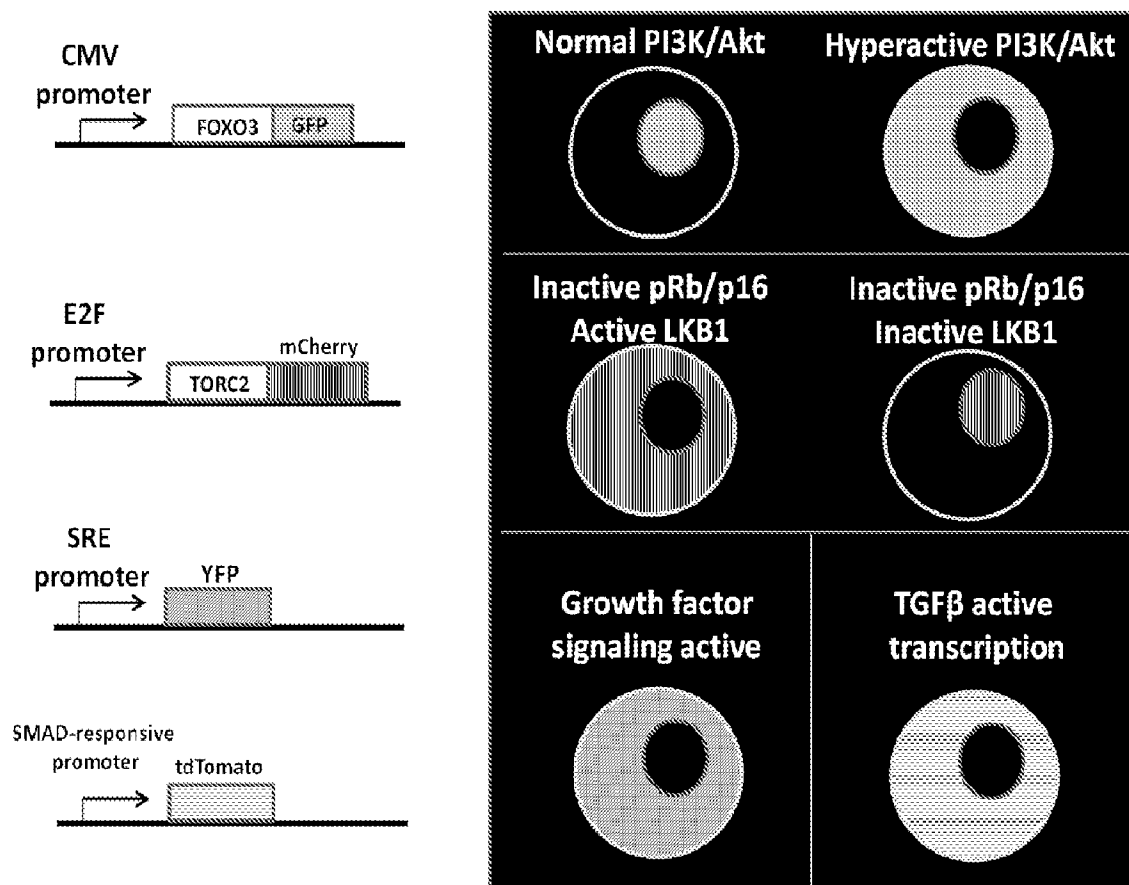 CMV
promoter
FOXO3 GFP
E2F
promoter
mCherry
TORC2
SRE
promoter
YFP
SMAD-responsive
promoter
tdTomato
Normal PI3K/Akt
Hyperactive PI3K/Akt
Inactive pRb/p16
Active LKB1
Inactive pRb/p16
Inactive LKB1
Growth factor
signaling active
TGFβ active
transcription